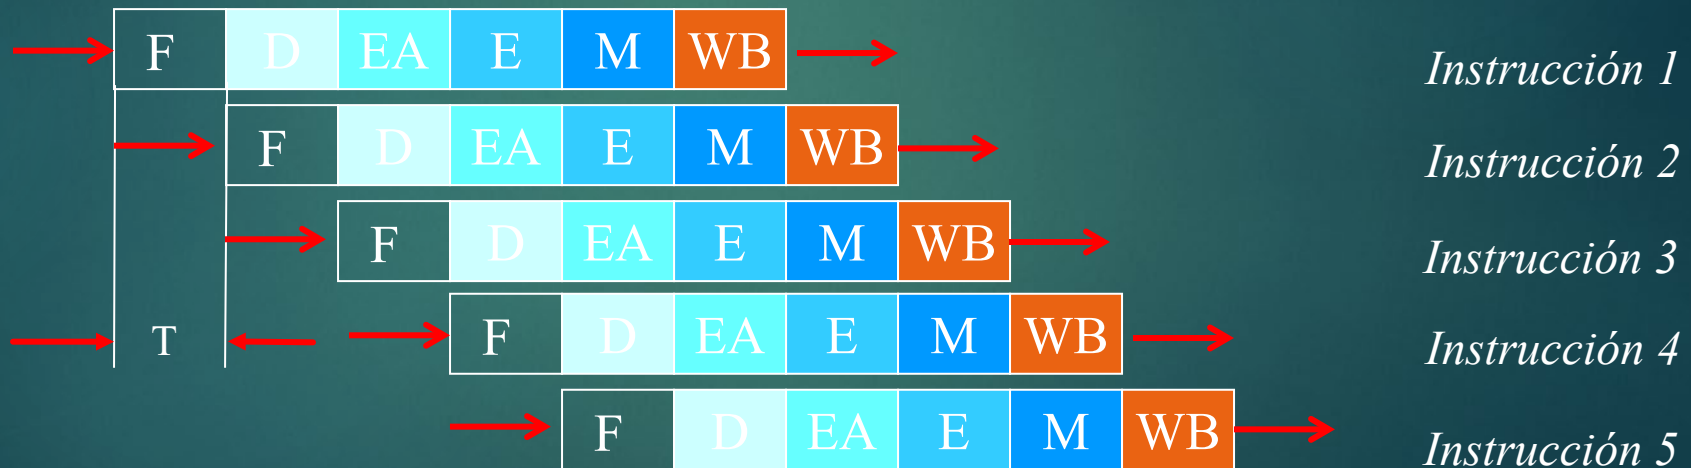 F D EA E M WB Instrucción 1
F D EA E M WB Instrucción 2
F D EA E M WB Instrucción 3
T F D EA E M WB Instrucción 4
F D EA E M WB Instrucción 5